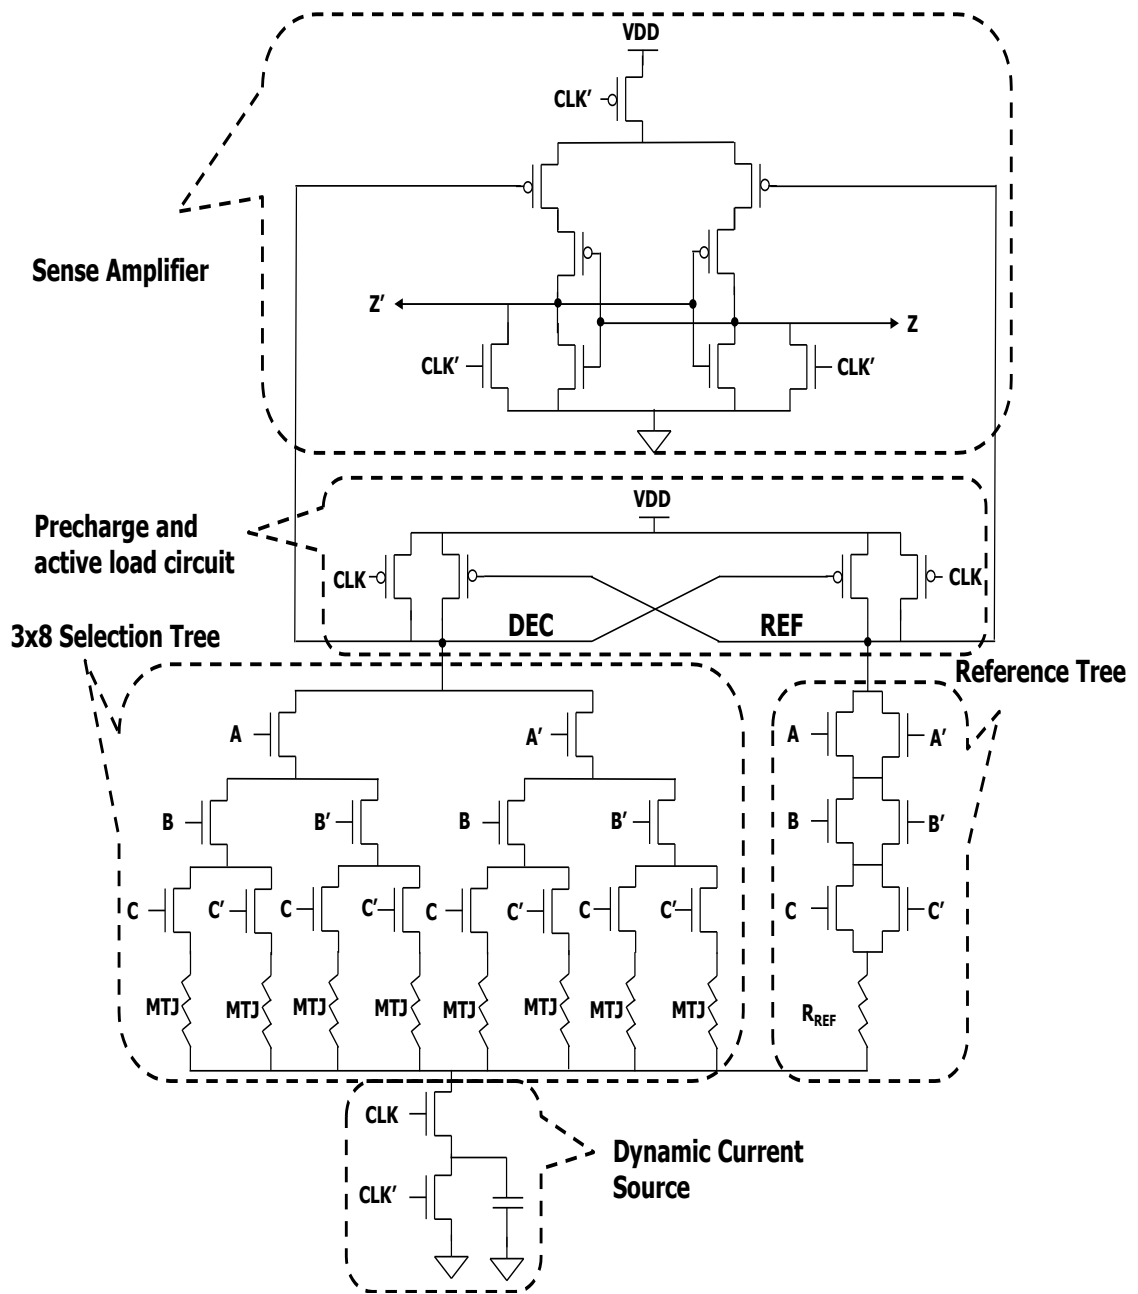 VDD
CLK’
Sense Amplifier
Z’
Z
CLK’
CLK’
Precharge and
active load circuit
VDD
CLK
CLK
DEC
REF
3x8 Selection Tree
Reference Tree
A
A’
A
A’
B
B’
B
B’
B
B’
C
C’
C
C’
C
C’
C
C’
C
C’
MTJ
MTJ
MTJ
MTJ
MTJ
MTJ
MTJ
MTJ
RREF
CLK
Dynamic Current
Source
CLK’